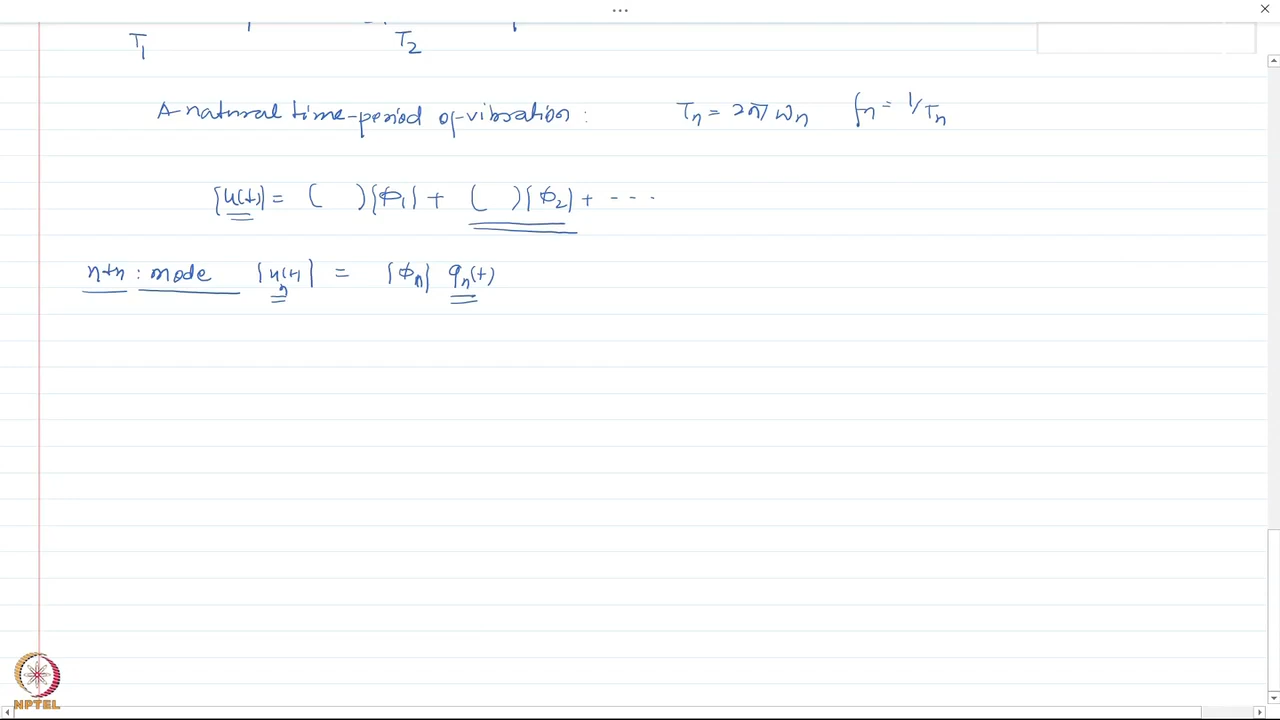 T₁ T₂
A natural time-period of vibration : Tₙ = 2π ωₙ fₙ = 1/Tₙ
{u(t)} = ( ){ϕ₁} + ( ){ϕ₂} + ...
nth : mode {u(t)}ₙ = {ϕₙ} qₙ(t)
NPTEL